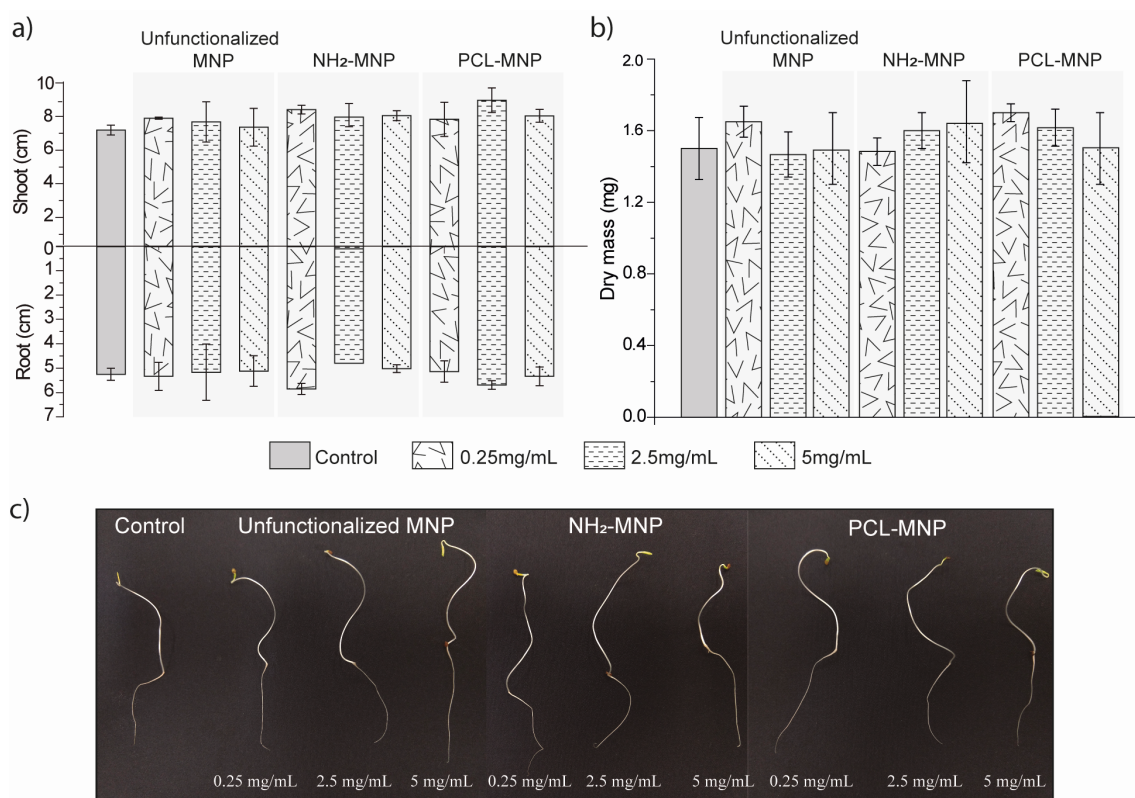 a)
Unfunctionalized
MNP
NH₂-MNP
PCL-MNP
10
8
6
4
2
0
1
2
3
4
5
6
7
Shoot (cm)
Root (cm)
b)
Unfunctionalized
MNP
NH₂-MNP
PCL-MNP
2.0
1.6
1.2
0.8
0.4
0.0
Dry mass (mg)
Control
0.25mg/mL
2.5mg/mL
5mg/mL
c)
Control
Unfunctionalized MNP
NH₂-MNP
PCL-MNP
0.25 mg/mL
2.5 mg/mL
5 mg/mL
0.25 mg/mL
2.5 mg/mL
5 mg/mL
0.25 mg/mL
2.5 mg/mL
5 mg/mL